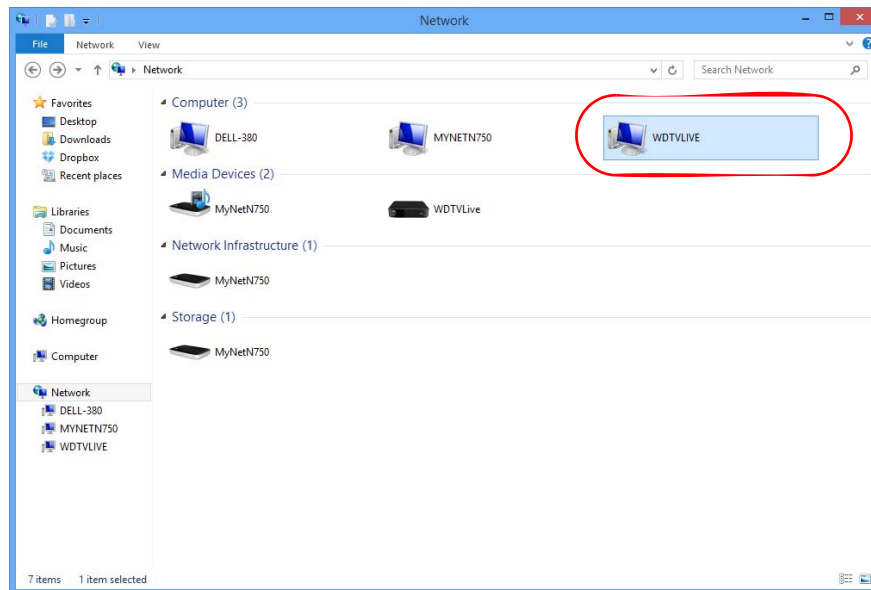 Network
File Network View
Network
Search Network
Favorites
Desktop
Downloads
Dropbox
Recent places
Libraries
Documents
Music
Pictures
Videos
Homegroup
Computer
Network
DELL-380
MYNETN750
WDTVLIVE
Computer (3)
DELL-380 MYNETN750 WDTVLIVE
Media Devices (2)
MyNetN750 WDTVLive
Network Infrastructure (1)
MyNetN750
Storage (1)
MyNetN750
7 items 1 item selected